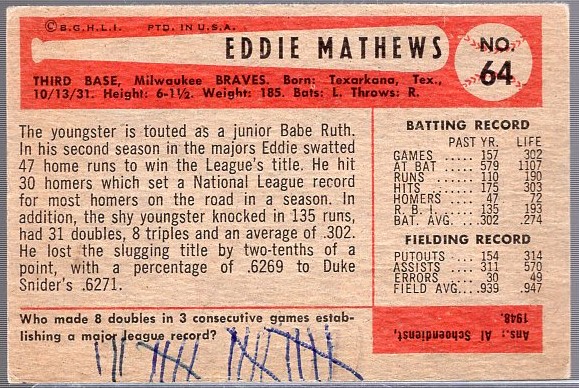 ©B.G.H.L.I. PTD. IN U.S.A.
EDDIE MATHEWS
NO.
64
THIRD BASE, Milwaukee BRAVES. Born: Texarkana, Tex.,
10/13/31. Height: 6-1½. Weight: 185. Bats: L. Throws: R.
The youngster is touted as a junior Babe Ruth.
In his second season in the majors Eddie swatted
47 home runs to win the League's title. He hit
30 homers which set a National League record
for most homers on the road in a season. In
addition, the shy youngster knocked in 135 runs,
had 31 doubles, 8 triples and an average of .302.
He lost the slugging title by two-tenths of a
point, with a percentage of .6269 to Duke
Snider's .6271.
BATTING RECORD
PAST YR. LIFE
GAMES ..... 157 302
AT BAT .... 579 1107
RUNS ...... 110 190
HITS ...... 175 303
HOMERS .... 47 72
R. B. I. .... 135 193
BAT. AVG... .302 .274
FIELDING RECORD
PUTOUTS ..... 154 314
ASSISTS ..... 311 570
ERRORS ..... 30 49
FIELD AVG... .939 .947
Who made 8 doubles in 3 consecutive games estab-
lishing a major league record?
Ans.: Al Schoendienst,
1948.